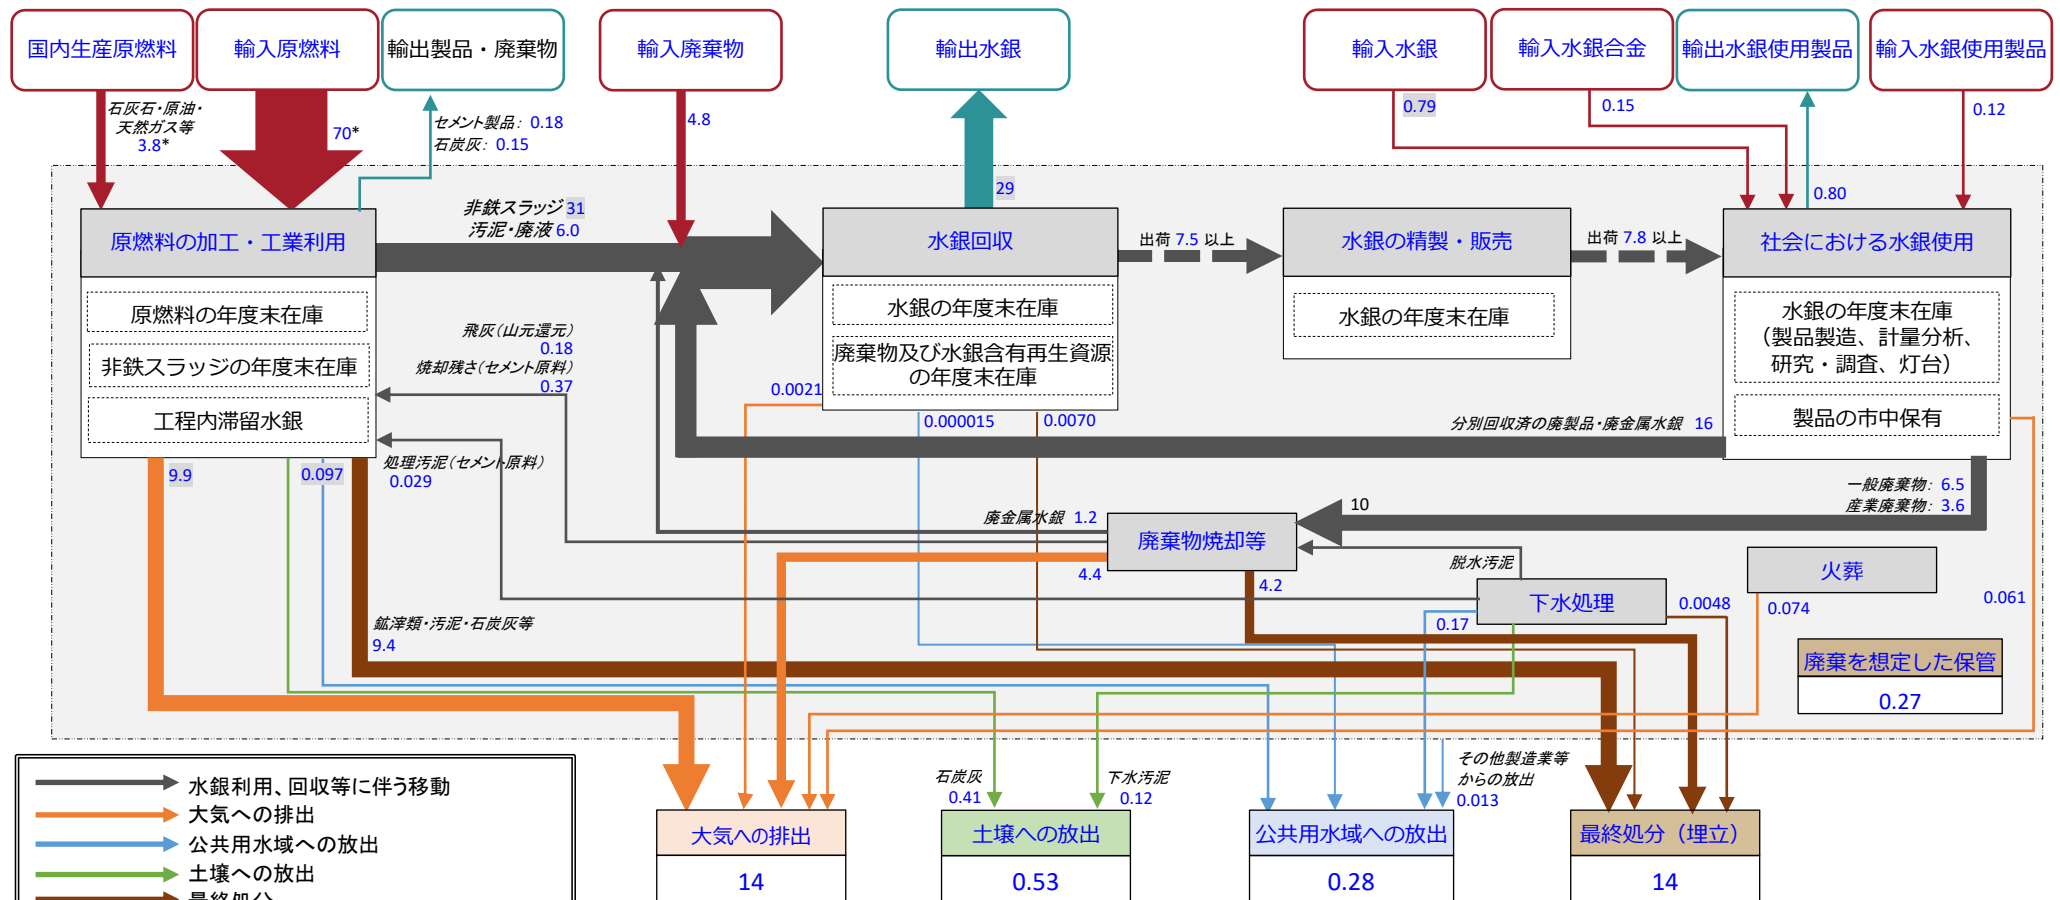 国内生産原燃料
輸入原燃料
輸出製品・廃棄物
輸入廃棄物
輸出水銀
輸入水銀
輸入水銀合金
輸出水銀使用製品
輸入水銀使用製品
石灰石・原油・
天然ガス等
3.8*
70*
セメント製品: 0.18
石炭灰: 0.15
4.8
29
0.79
0.15
0.80
0.12
原燃料の加工・工業利用
原燃料の年度末在庫
非鉄スラッジの年度末在庫
工程内滞留水銀
非鉄スラッジ 31
汚泥・廃液 6.0
水銀回収
水銀の年度末在庫
廃棄物及び水銀含有再生資源
の年度末在庫
出荷 7.5 以上
水銀の精製・販売
水銀の年度末在庫
出荷 7.8 以上
社会における水銀使用
水銀の年度末在庫
(製品製造、計量分析、
研究・調査、灯台)
製品の市中保有
飛灰(山元還元)
0.18
焼却残さ(セメント原料)
0.37
0.0021
0.000015
0.0070
分別回収済の廃製品・廃金属水銀 16
9.9
0.097
処理汚泥(セメント原料)
0.029
一般廃棄物: 6.5
産業廃棄物: 3.6
10
廃金属水銀 1.2
廃棄物焼却等
4.4
4.2
脱水汚泥
下水処理
0.17
0.0048
火葬
0.074
0.061
鉱滓類・汚泥・石炭灰等
9.4
廃棄を想定した保管
0.27
石炭灰
0.41
下水汚泥
0.12
その他製造業等
からの放出
0.013
水銀利用、回収等に伴う移動
大気への排出
公共用水域への放出
土壌への放出
最終処分
大気への排出
14
土壌への放出
0.53
公共用水域への放出
0.28
最終処分(埋立)
14